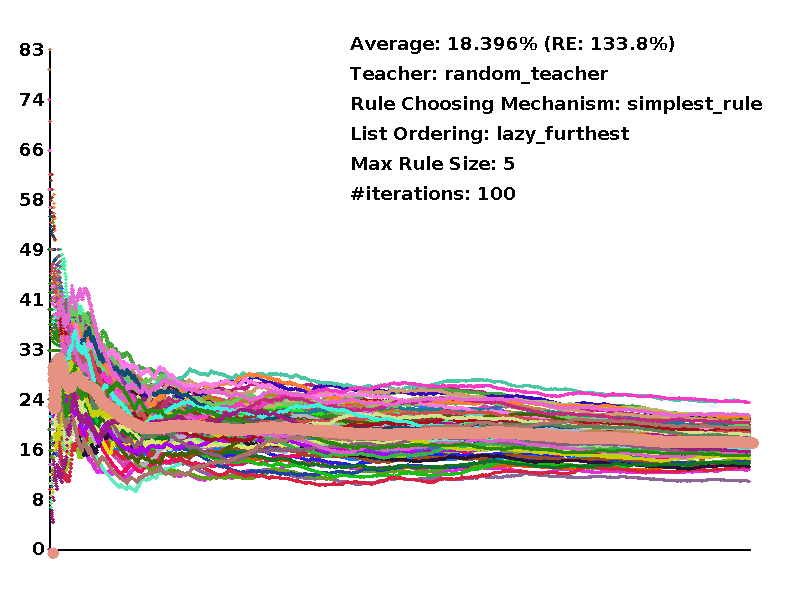 Average: 18.396% (RE: 133.8%)
Teacher: random_teacher
Rule Choosing Mechanism: simplest_rule
List Ordering: lazy_furthest
Max Rule Size: 5
#iterations: 100
83
74
66
58
49
41
33
24
16
8
0